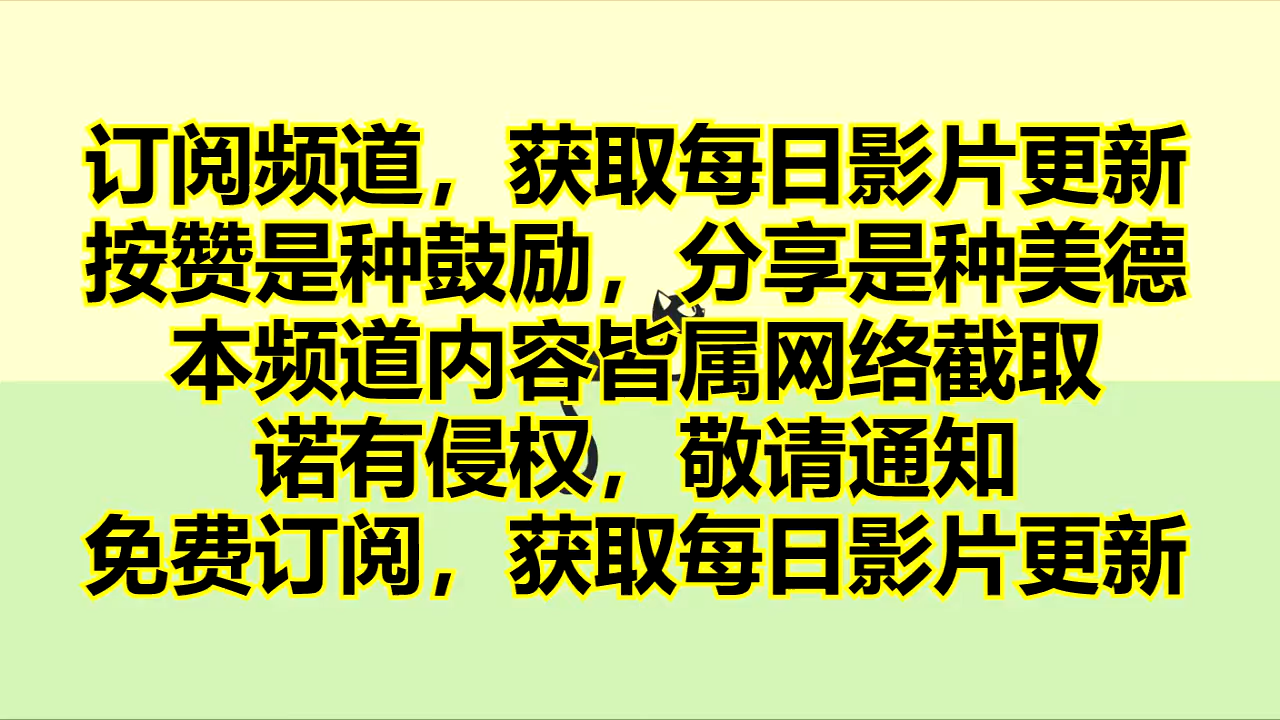 订阅频道，获取每日影片更新
按赞是种鼓励，分享是种美德
本频道内容皆属网络截取
诺有侵权，敬请通知
免费订阅，获取每日影片更新